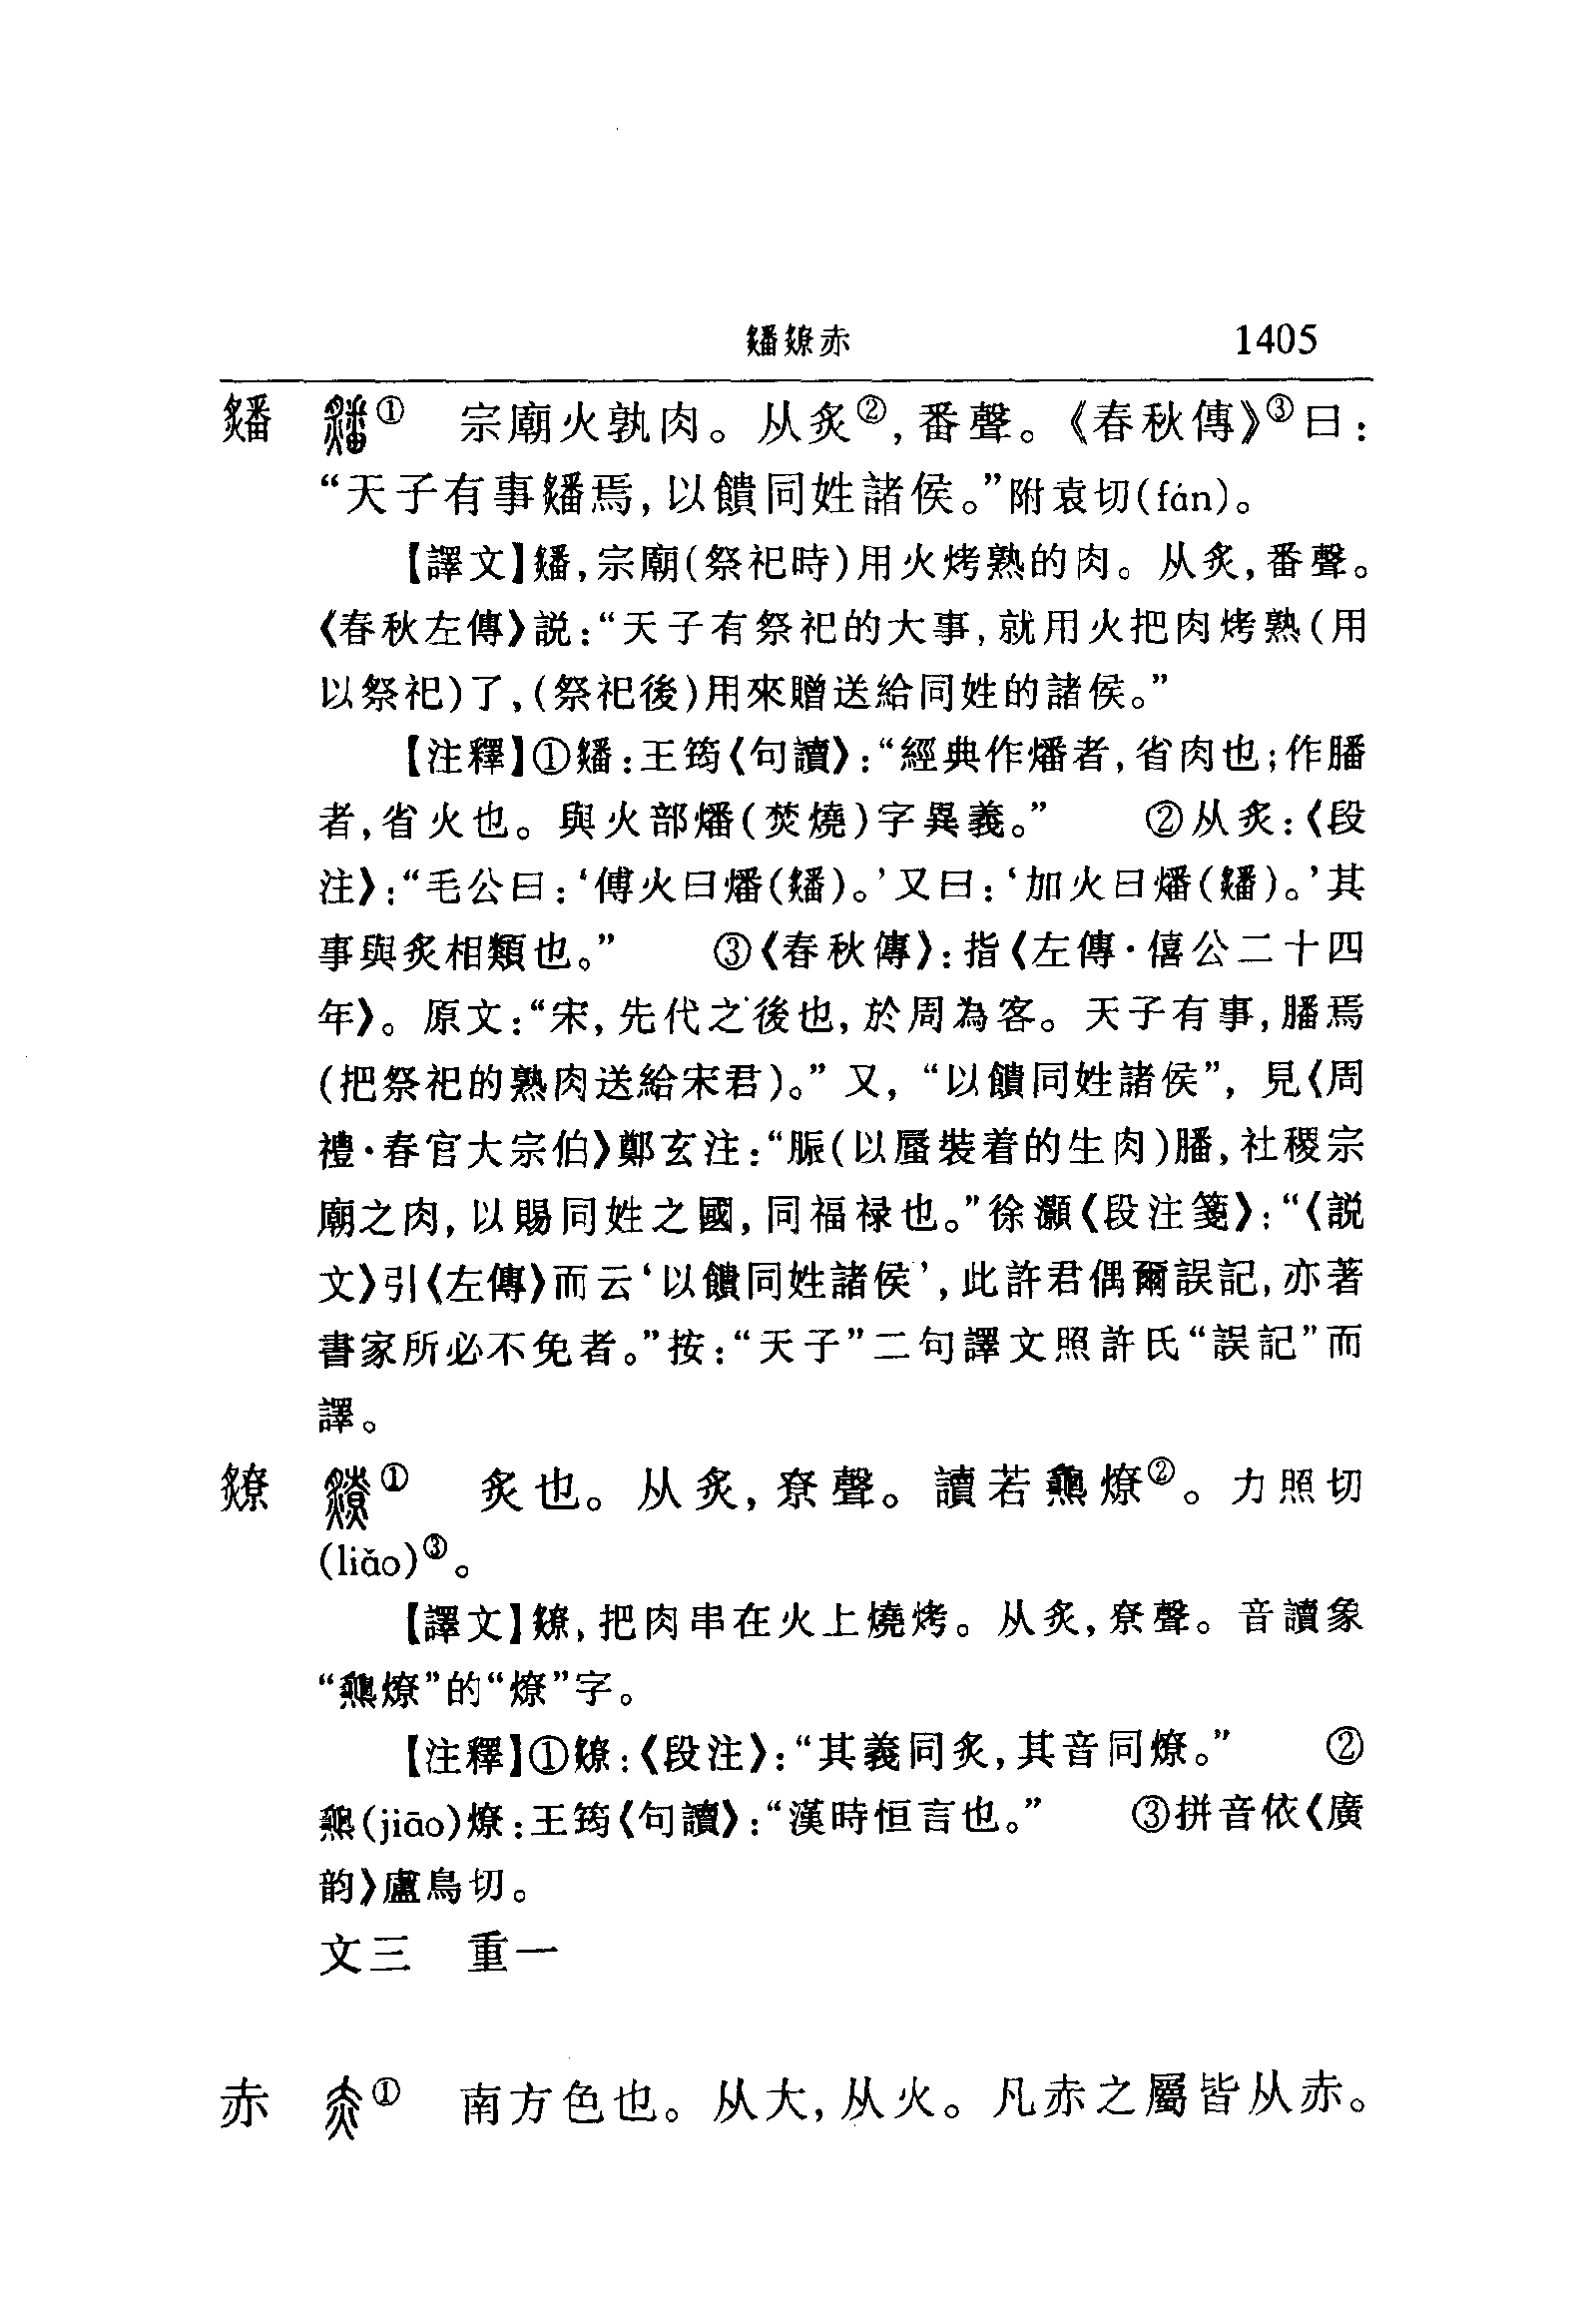 䊩䊫赤 1405
䊩 ① 宗廟火孰肉。从炙②,番聲。《春秋傳》③曰:
“天子有事䊩焉,以饋同姓諸侯。”附袁切(fán)。
【譯文】䊩,宗廟(祭祀時)用火烤熟的肉。从炙,番聲。
《春秋左傳》説:“天子有祭祀的大事,就用火把肉烤熟(用
以祭祀)了,(祭祀後)用來贈送給同姓的諸侯。”
【注釋】①䊩:王筠《句讀》:“經典作燔者,省肉也;作膰
者,省火也。與火部燔(焚燒)字異義。” ②从炙:《段
注》:“毛公曰:‘傅火曰燔(䊩)。’又曰:‘加火曰燔(䊩)。’其
事與炙相類也。” ③《春秋傳》:指《左傳·僖公二十四
年》。原文:“宋,先代之後也,於周為客。天子有事,膰焉
(把祭祀的熟肉送給宋君)。”又,“以饋同姓諸侯”,見《周
禮·春官大宗伯》鄭玄注:“脤(以蜃裝着的生肉)膰,社稷宗
廟之肉,以賜同姓之國,同福禄也。”徐灝《段注箋》:“《説
文》引《左傳》而云‘以饋同姓諸侯’,此許君偶爾誤記,亦著
書家所必不免者。”按:“天子”二句譯文照許氏“誤記”而
譯。
① 炙也。从炙,尞聲。讀若𪚰燎②。力照切
(liǎo)③。
【譯文】,把肉串在火上燒烤。从炙,尞聲。音讀象
“𪚰燎”的“燎”字。
【注釋】①:《段注》:“其義同炙,其音同燎。” ②
𪚰(jiāo)燎:王筠《句讀》:“漢時恒言也。” ③拼音依《廣
韵》盧鳥切。
文三 重一
赤 ① 南方色也。从大,从火。凡赤之屬皆从赤。